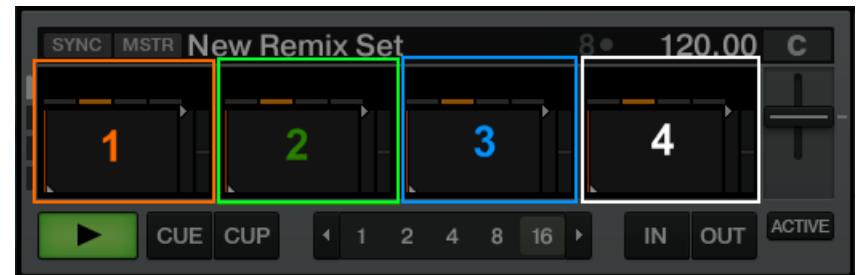 SYNC MSTR New Remix Set 8 120.00 C
1 2 3 4
CUE CUP 1 2 4 8 16 IN OUT ACTIVE